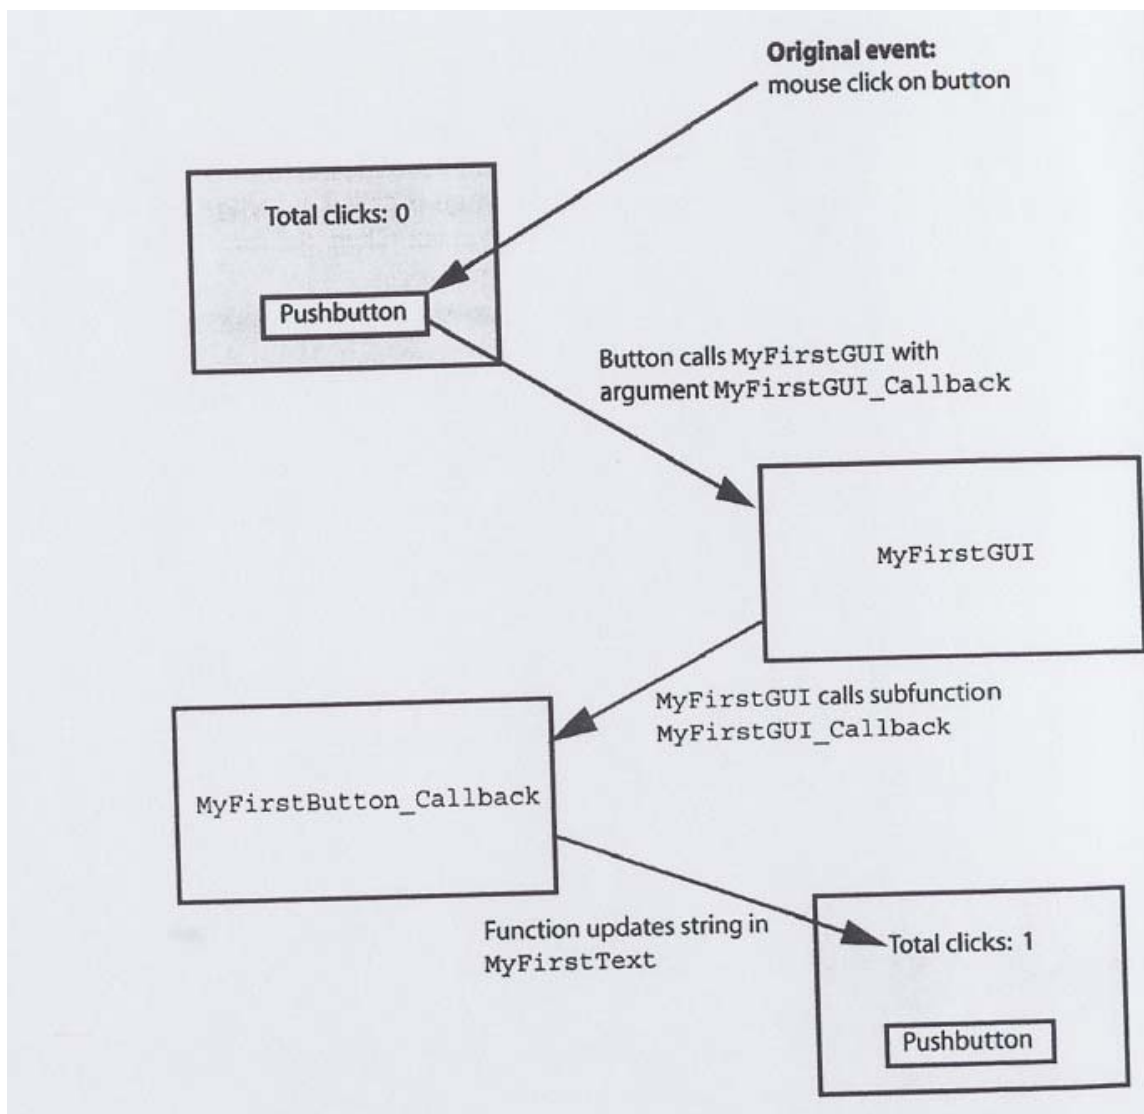 Original event:
mouse click on button
Total clicks: 0
Pushbutton
Button calls MyFirstGUI with
argument MyFirstGUI_Callback
MyFirstGUI
MyFirstGUI calls subfunction
MyFirstGUI_Callback
MyFirstButton_Callback
Function updates string in
MyFirstText
Total clicks: 1
Pushbutton